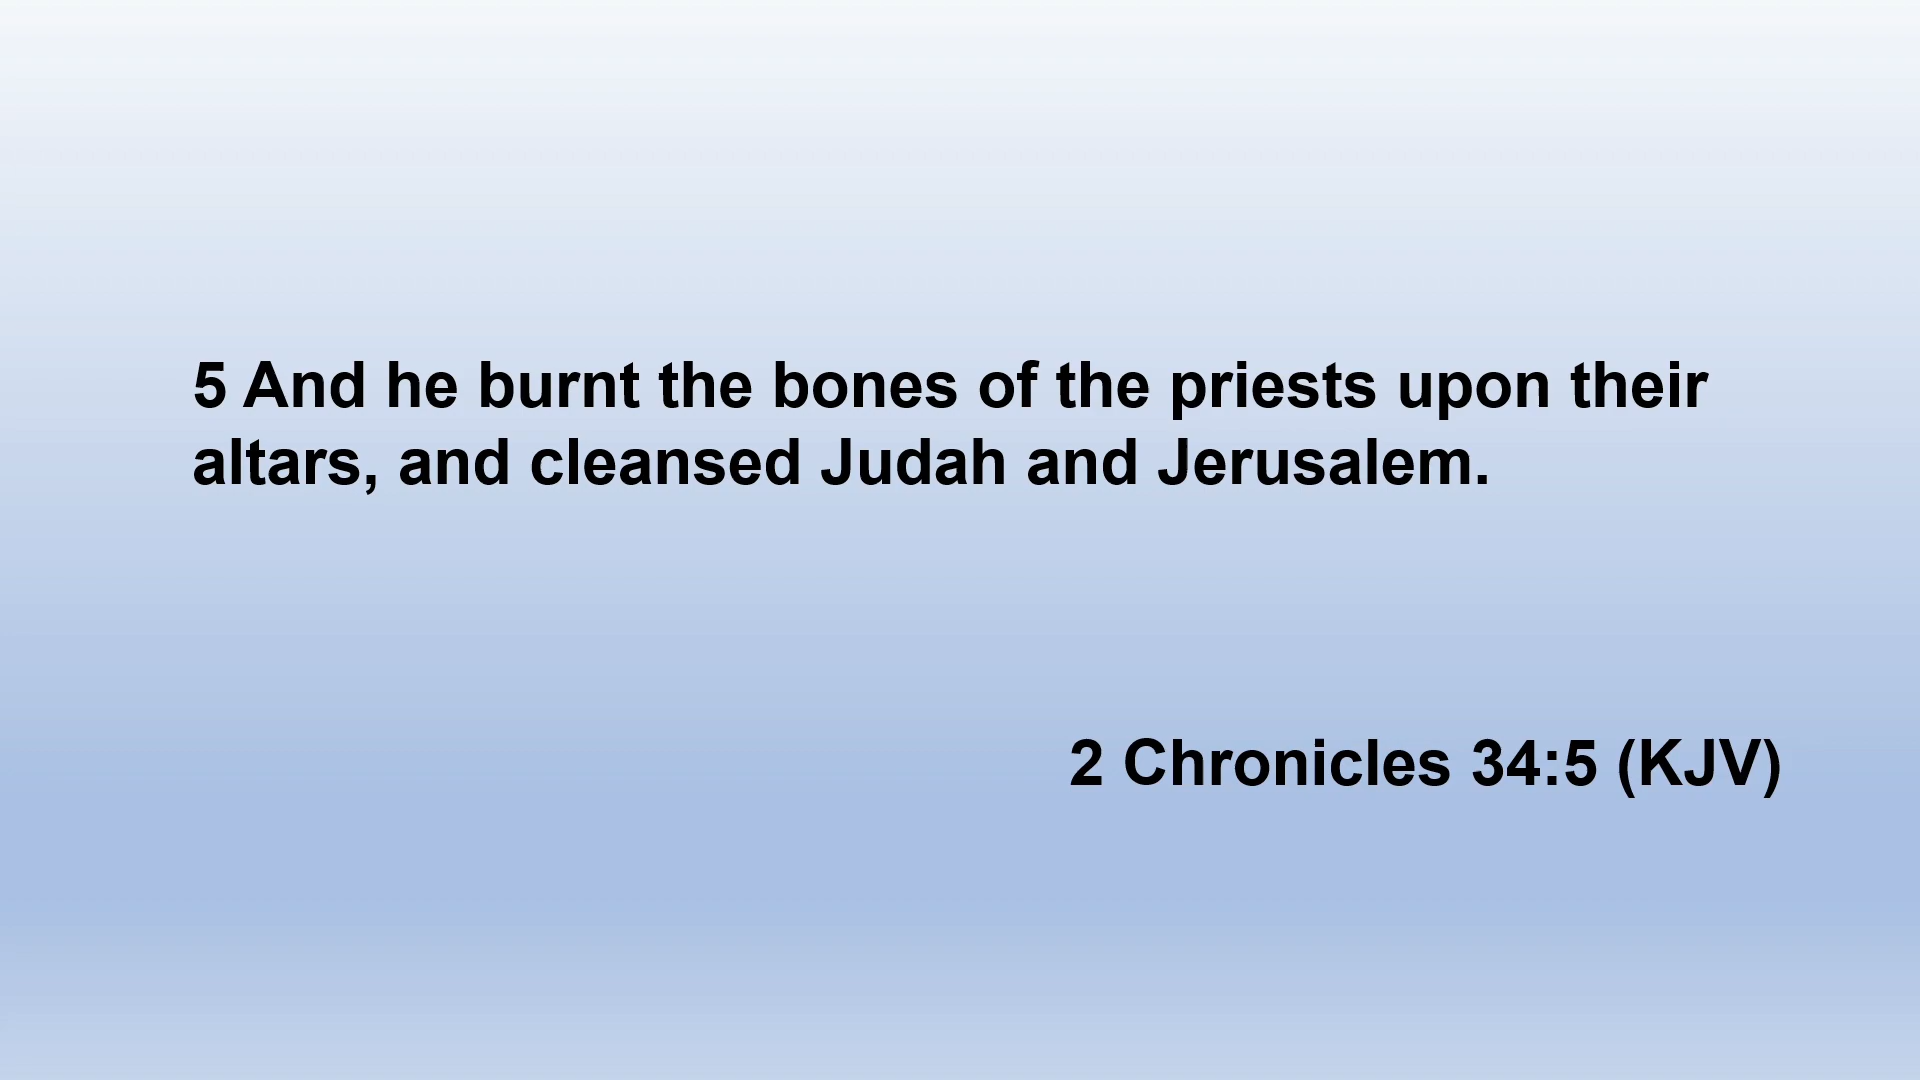 5 And he burnt the bones of the priests upon their
altars, and cleansed Judah and Jerusalem.
2 Chronicles 34:5 (KJV)